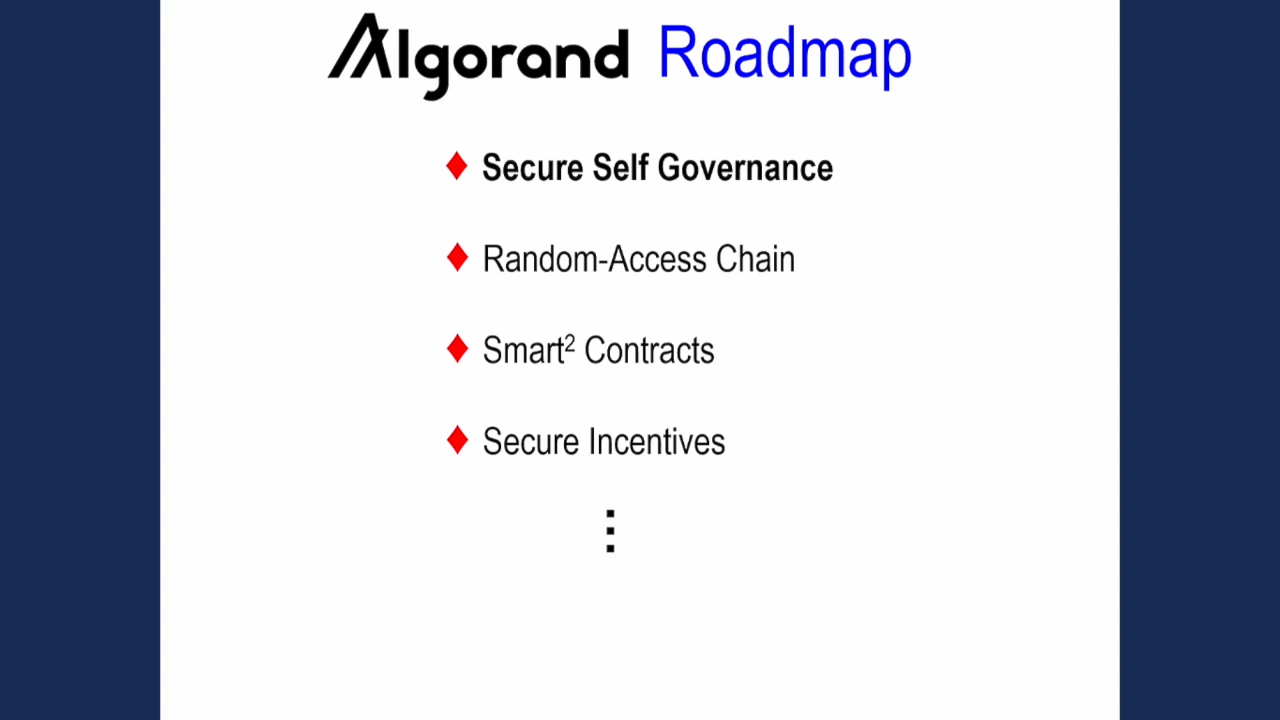 Algorand Roadmap
♦ Secure Self Governance
♦ Random-Access Chain
♦ Smart² Contracts
♦ Secure Incentives
⋮